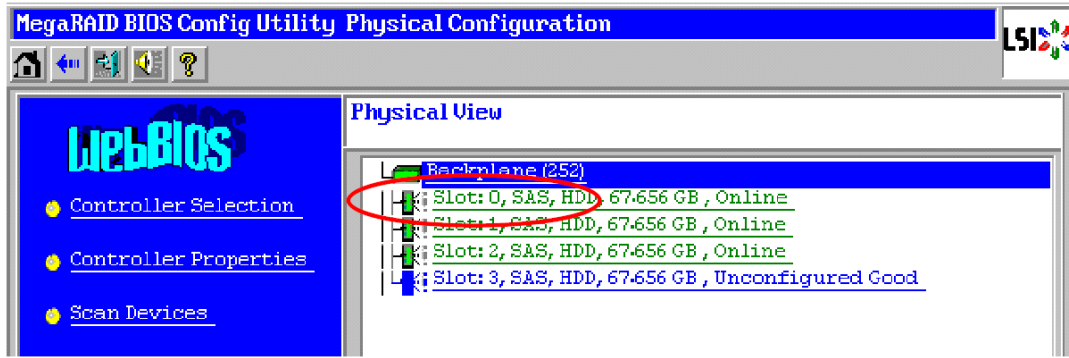 MegaRAID BIOS Config Utility Physical Configuration
LSI
WebBIOS
Controller Selection
Controller Properties
Scan Devices
Physical View
Backplane (252)
Slot: 0, SAS, HDD, 67.656 GB , Online
Slot: 1, SAS, HDD, 67.656 GB , Online
Slot: 2, SAS, HDD, 67.656 GB , Online
Slot: 3, SAS, HDD, 67.656 GB , Unconfigured Good